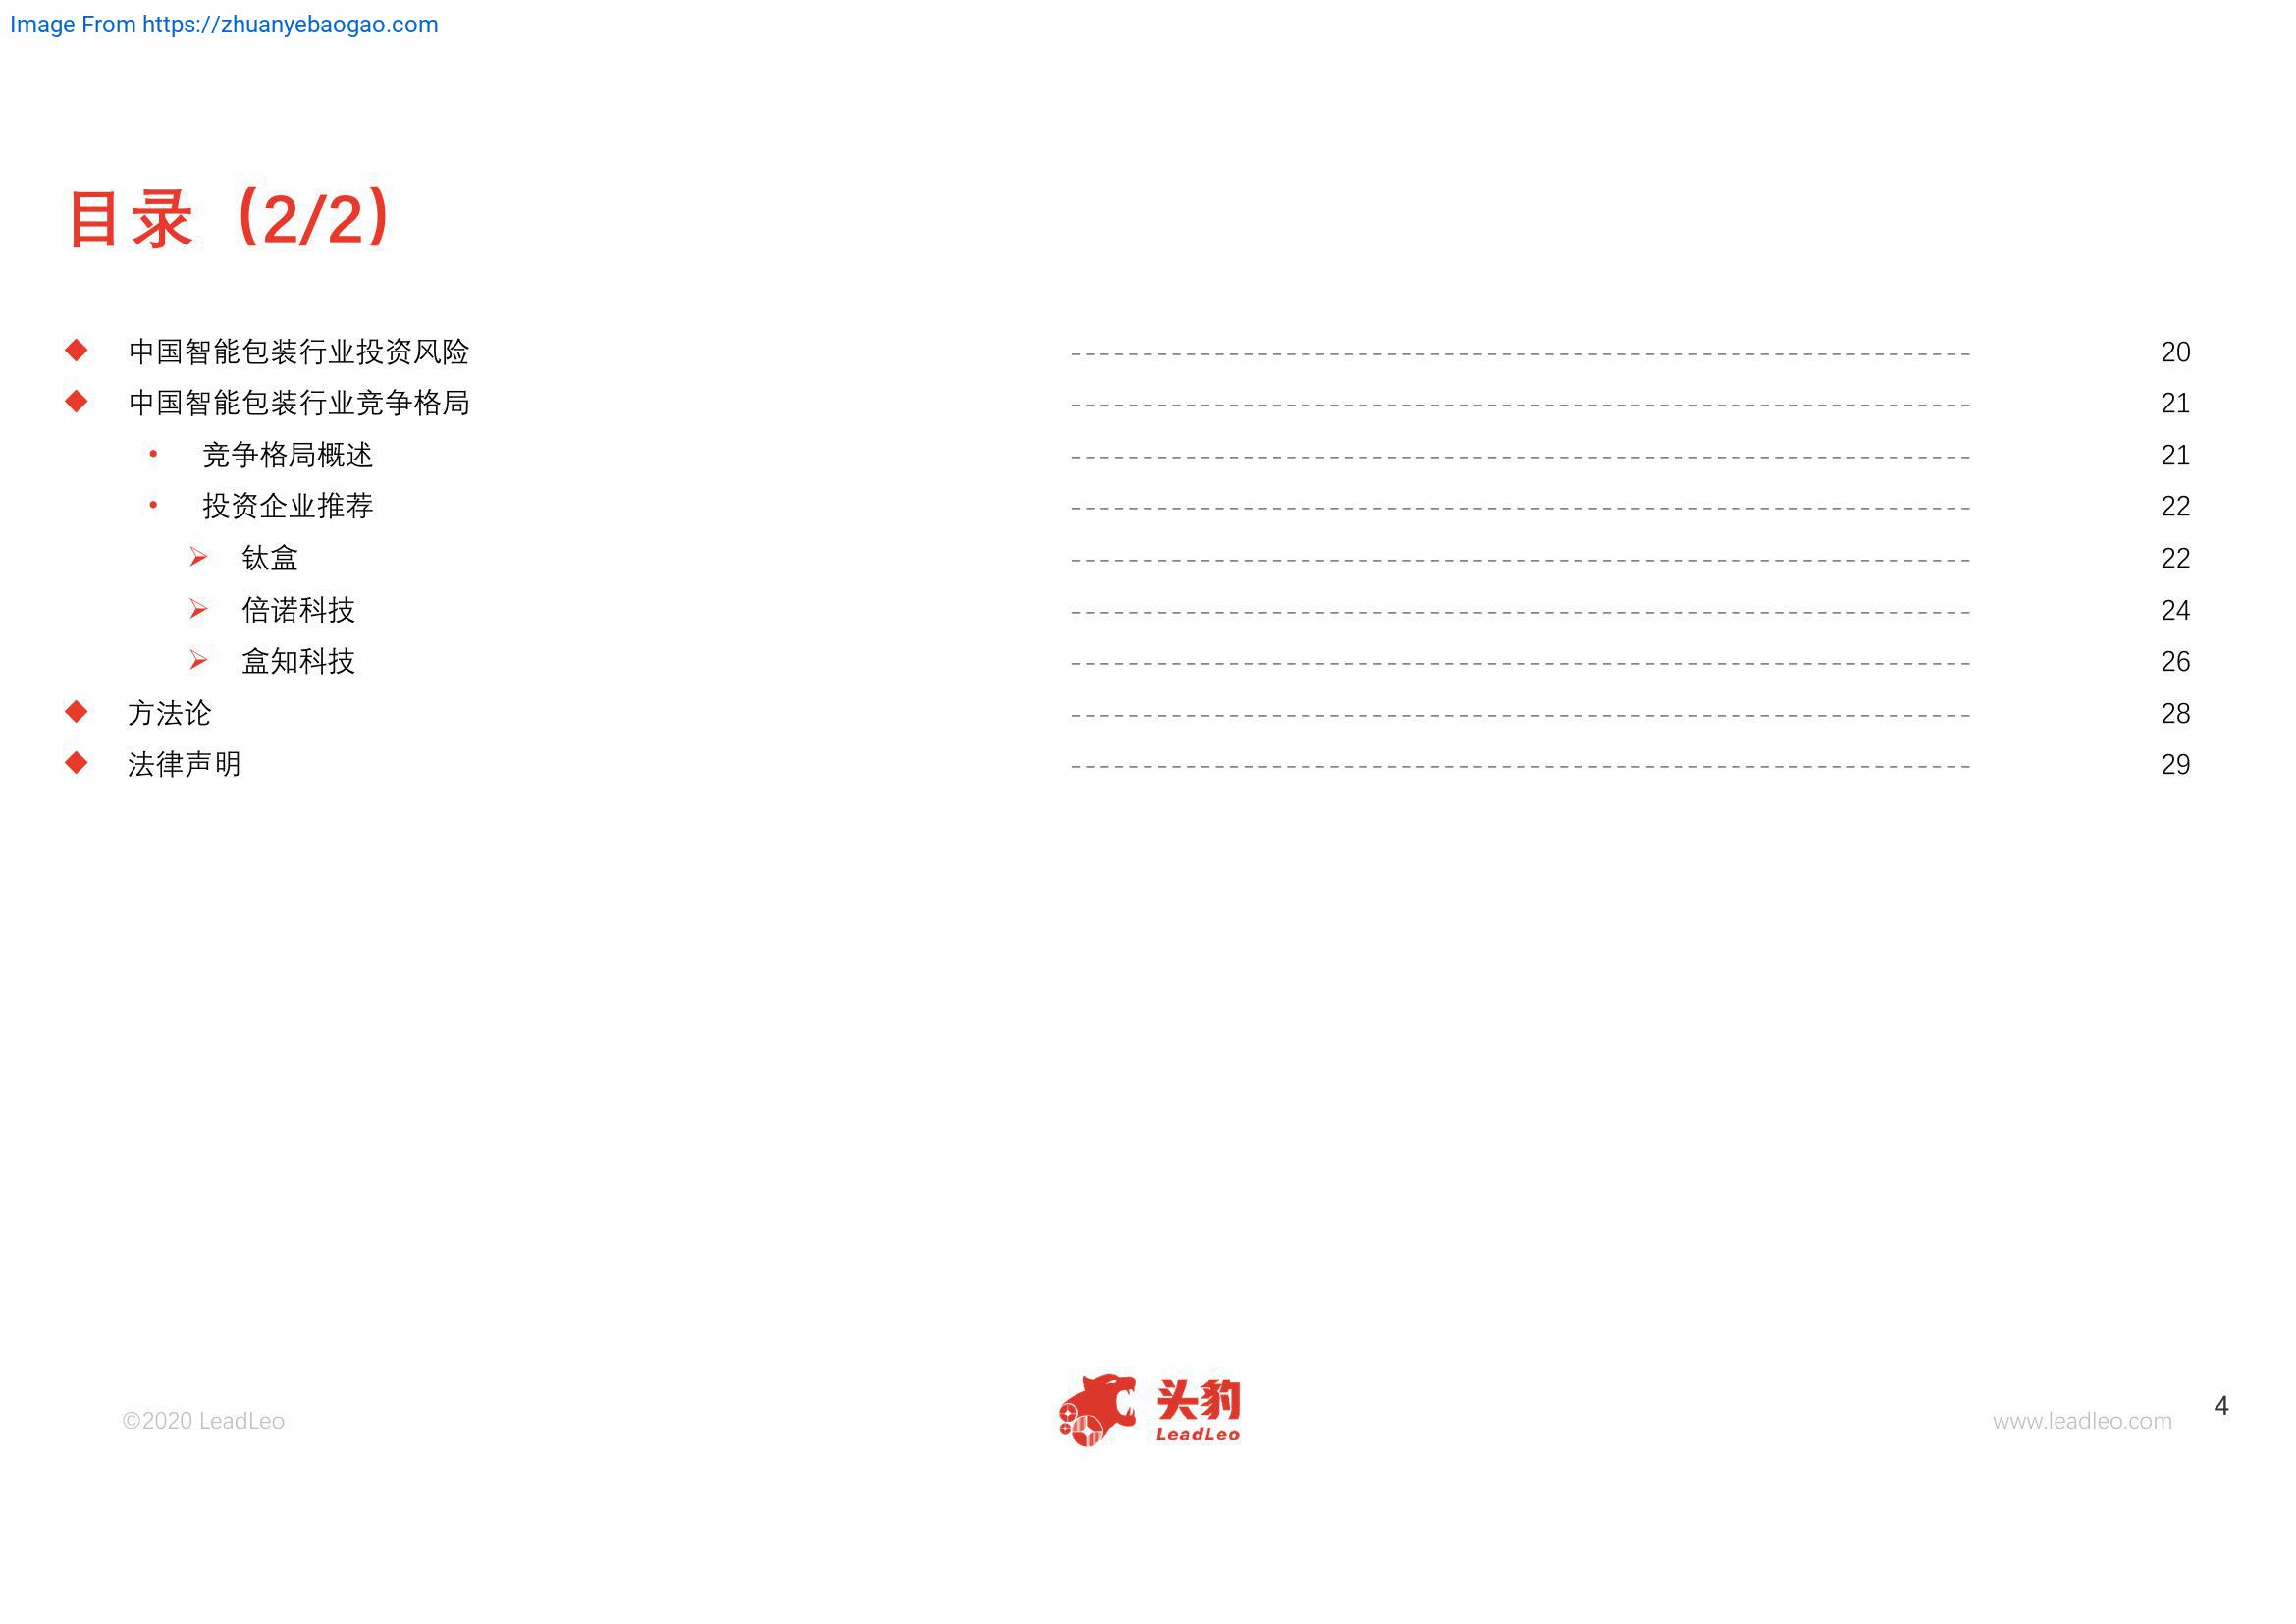 Image From https://zhuanyebaogao.com
目录（2/2）
◆ 中国智能包装行业投资风险 -------------------------------- 20
◆ 中国智能包装行业竞争格局 -------------------------------- 21
• 竞争格局概述 -------------------------------- 21
• 投资企业推荐 -------------------------------- 22
➢ 钛盒 -------------------------------- 22
➢ 倍诺科技 -------------------------------- 24
➢ 盒知科技 -------------------------------- 26
◆ 方法论 -------------------------------- 28
◆ 法律声明 -------------------------------- 29
©2020 LeadLeo
头豹
LeadLeo
www.leadleo.com
4